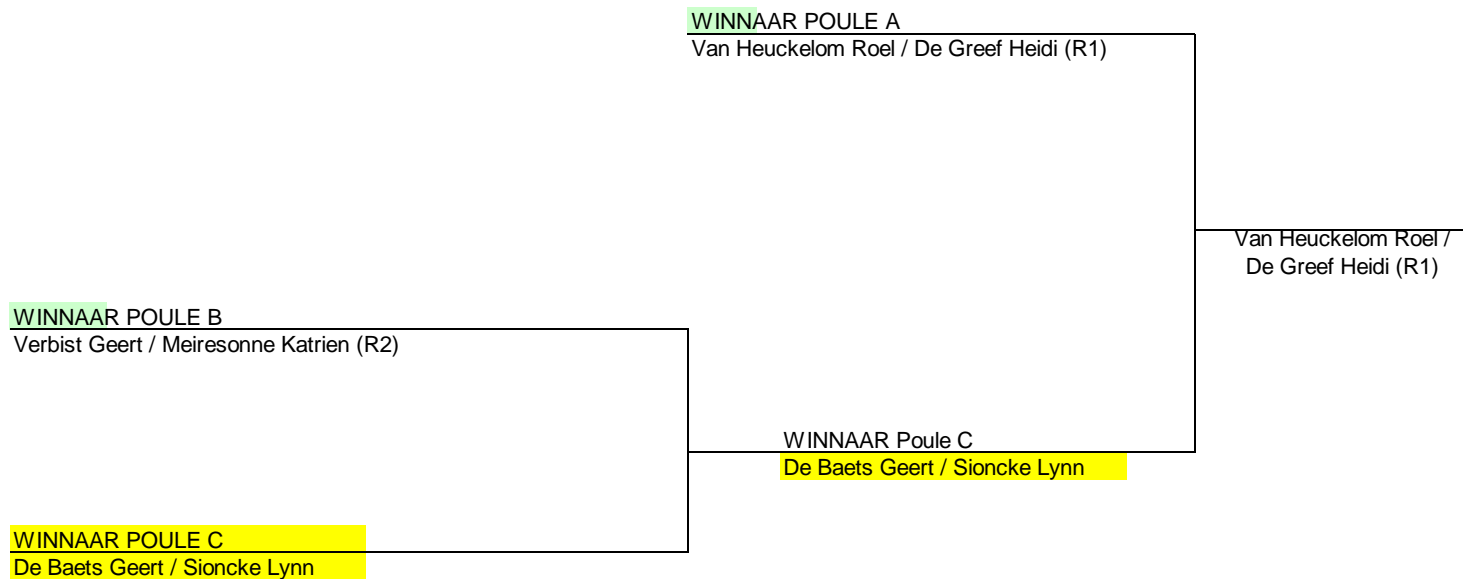 WINNAAR POULE A
Van Heuckelom Roel / De Greef Heidi (R1)
Van Heuckelom Roel /
De Greef Heidi (R1)
WINNAAR POULE B
Verbist Geert / Meiresonne Katrien (R2)
WINNAAR Poule C
De Baets Geert / Sioncke Lynn
WINNAAR POULE C
De Baets Geert / Sioncke Lynn